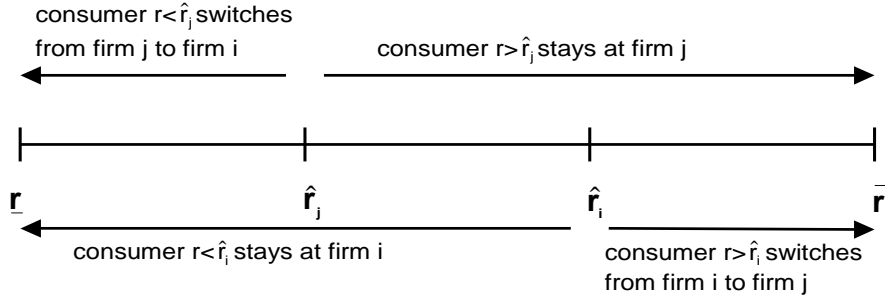 consumer r<r̂ⱼ switches
from firm j to firm i
consumer r>r̂ⱼ stays at firm j
r̲ r̂ⱼ r̂ᵢ r̄
consumer r<r̂ᵢ stays at firm i
consumer r>r̂ᵢ switches
from firm i to firm j